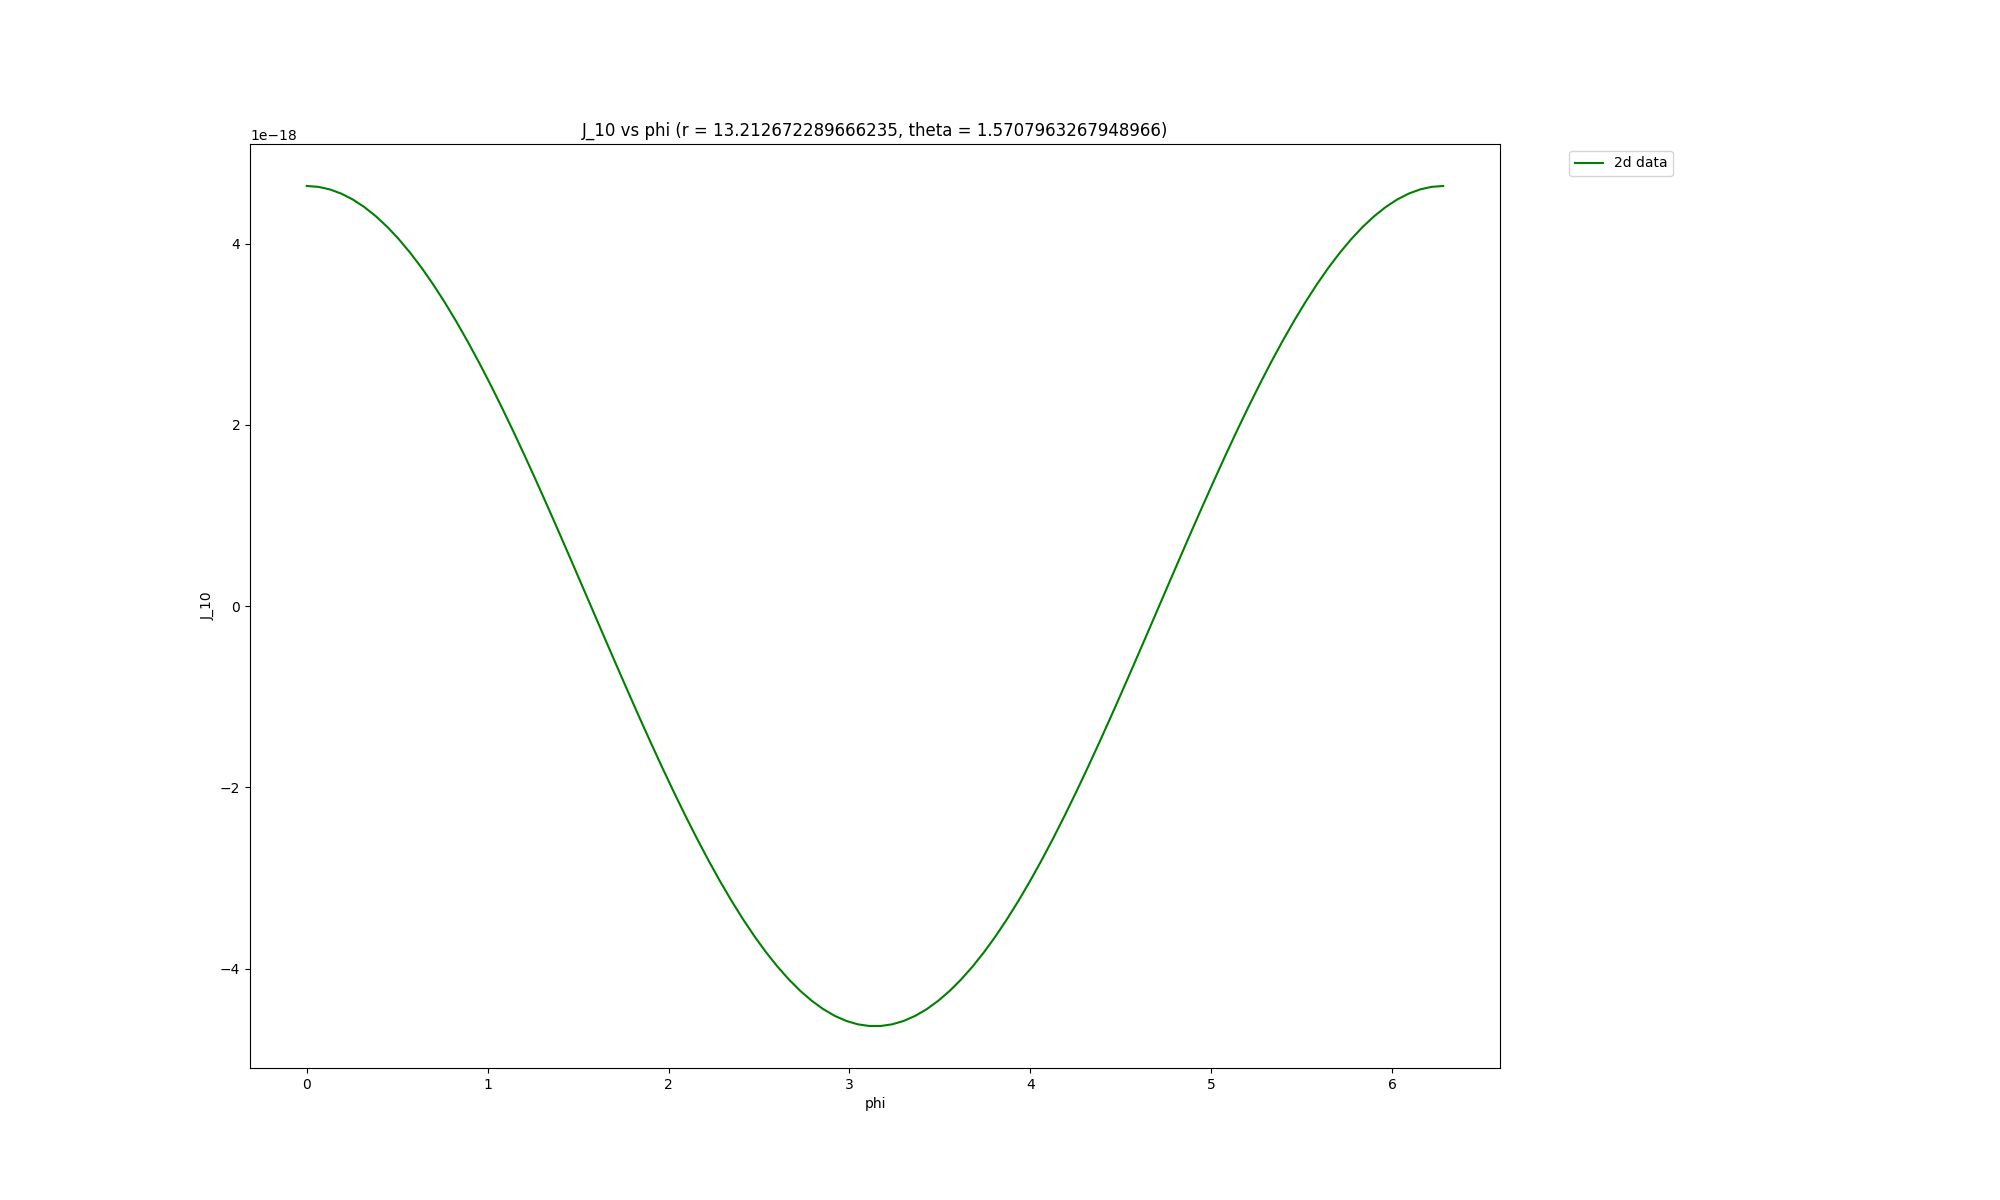 J_10 vs phi (r = 13.212672289666235, theta = 1.5707963267948966)
1e−18
2d data
4
2
0
−2
−4
J_10
0 1 2 3 4 5 6
phi